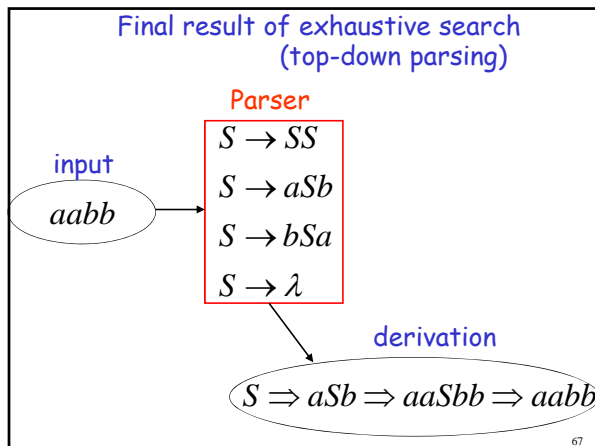 Final result of exhaustive search
(top-down parsing)
Parser
S → SS
S → aSb
S → bSa
S → λ
input
aabb
derivation
S ⇒ aSb ⇒ aaSbb ⇒ aabb
67